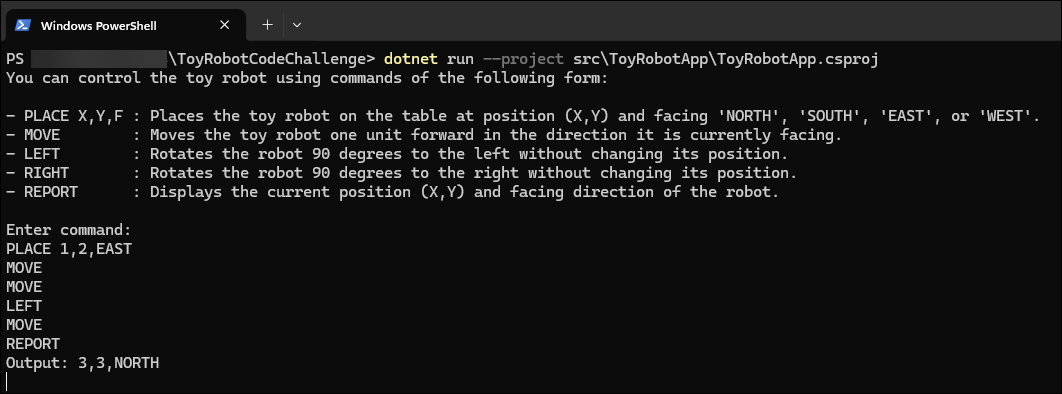 Windows PowerShell
PS \ToyRobotCodeChallenge> dotnet run --project src\ToyRobotApp\ToyRobotApp.csproj
You can control the toy robot using commands of the following form:
- PLACE X,Y,F : Places the toy robot on the table at position (X,Y) and facing 'NORTH', 'SOUTH', 'EAST', or 'WEST'.
- MOVE        : Moves the toy robot one unit forward in the direction it is currently facing.
- LEFT        : Rotates the robot 90 degrees to the left without changing its position.
- RIGHT       : Rotates the robot 90 degrees to the right without changing its position.
- REPORT      : Displays the current position (X,Y) and facing direction of the robot.
Enter command:
PLACE 1,2,EAST
MOVE
MOVE
LEFT
MOVE
REPORT
Output: 3,3,NORTH